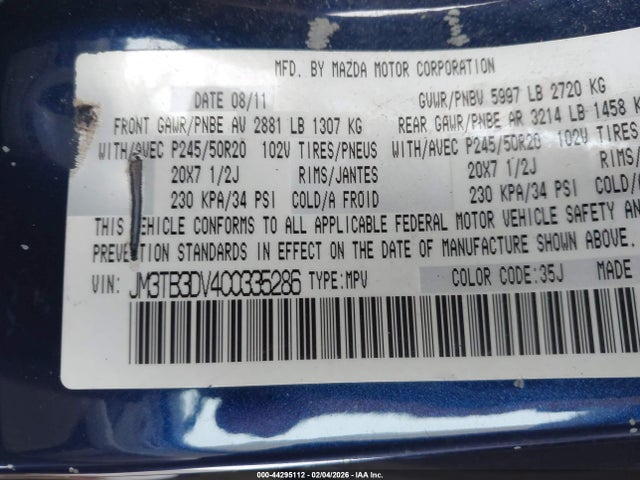 MFD. BY MAZDA MOTOR CORPORATION
DATE 08/11 GVWR/PNBV 5997 LB 2720 KG
FRONT GAWR/PNBE AV 2881 LB 1307 KG REAR GAWR/PNBE AR 3214 LB 1458 K
WITH/AVEC P245/50R20 102V TIRES/PNEUS WITH/AVEC P245/50R20 102V TIRES
20X7 1/2J RIMS/JANTES 20X7 1/2J RIMS/
230 KPA/34 PSI COLD/A FROID 230 KPA/34 PSI COLD/
THIS VEHICLE CONFORMS TO ALL APPLICABLE FEDERAL MOTOR VEHICLE SAFETY AN
PREVENTION STANDARDS IN EFFECT ON THE DATE OF MANUFACTURE SHOWN ABOVE.
VIN: JM3TB3DV4C0335286 TYPE:MPV COLOR CODE:35J MADE
000-44295112 - 02/04/2026 - IAA Inc.